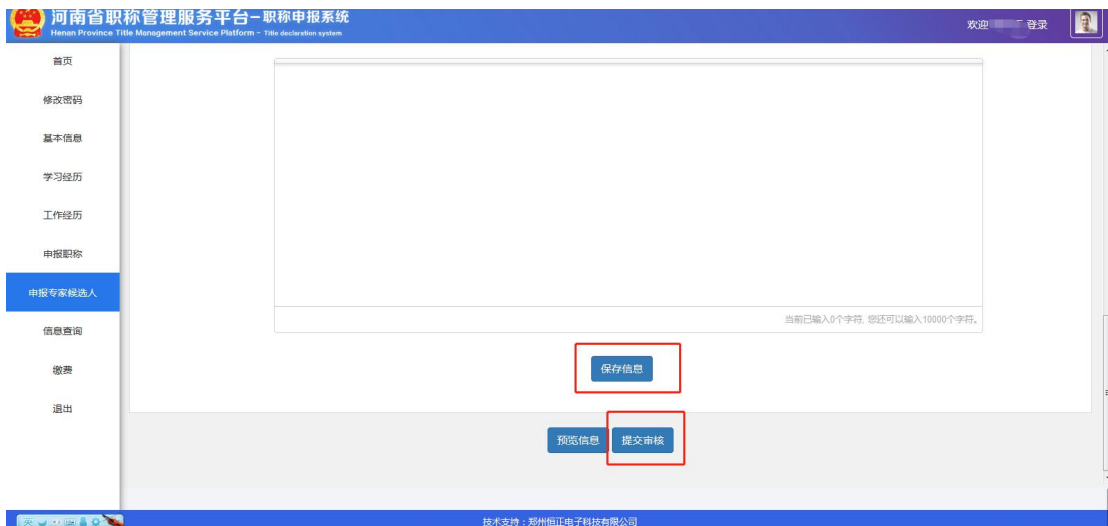 河南省职称管理服务平台-职称申报系统
Henan Province Title Management Service Platform - Title declaration system
欢迎 登录
首页
修改密码
基本信息
学习经历
工作经历
申报职称
申报专家候选人
信息查询
缴费
退出
当前已输入0个字符, 您还可以输入10000个字符。
保存信息
预览信息 提交审核
英
技术支持：郑州恒正电子科技有限公司